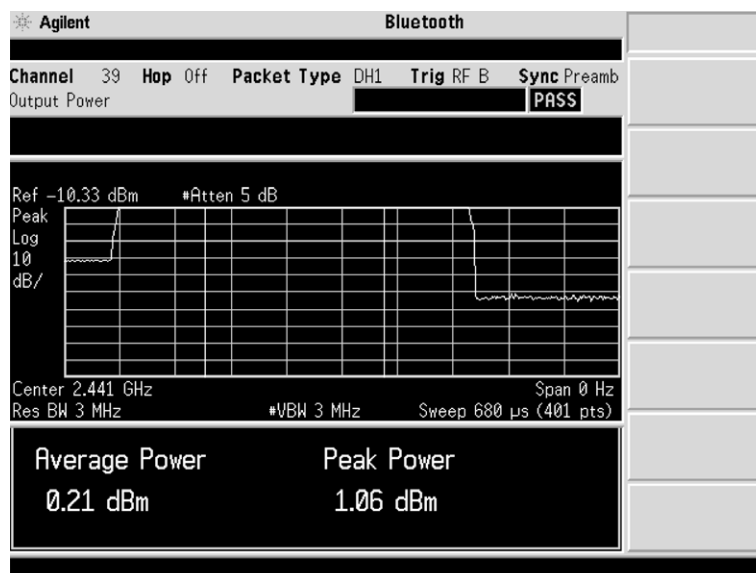 Agilent Bluetooth
Channel 39 Hop Off Packet Type DH1 Trig RF B Sync Preamb
Output Power PASS
Ref -10.33 dBm #Atten 5 dB
Peak
Log
10
dB/
Center 2.441 GHz Span 0 Hz
Res BW 3 MHz #VBW 3 MHz Sweep 680 µs (401 pts)
Average Power Peak Power
0.21 dBm 1.06 dBm